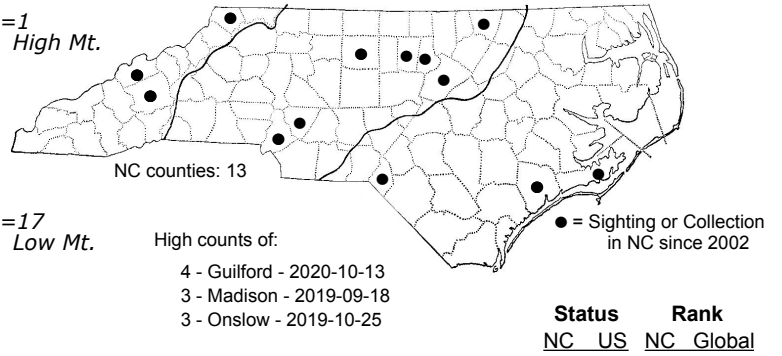 =1
High Mt.
NC counties: 13
=17
Low Mt.
High counts of:
4 - Guilford - 2020-10-13
3 - Madison - 2019-09-18
3 - Onslow - 2019-10-25
● = Sighting or Collection
in NC since 2002
Status Rank
NC US NC Global